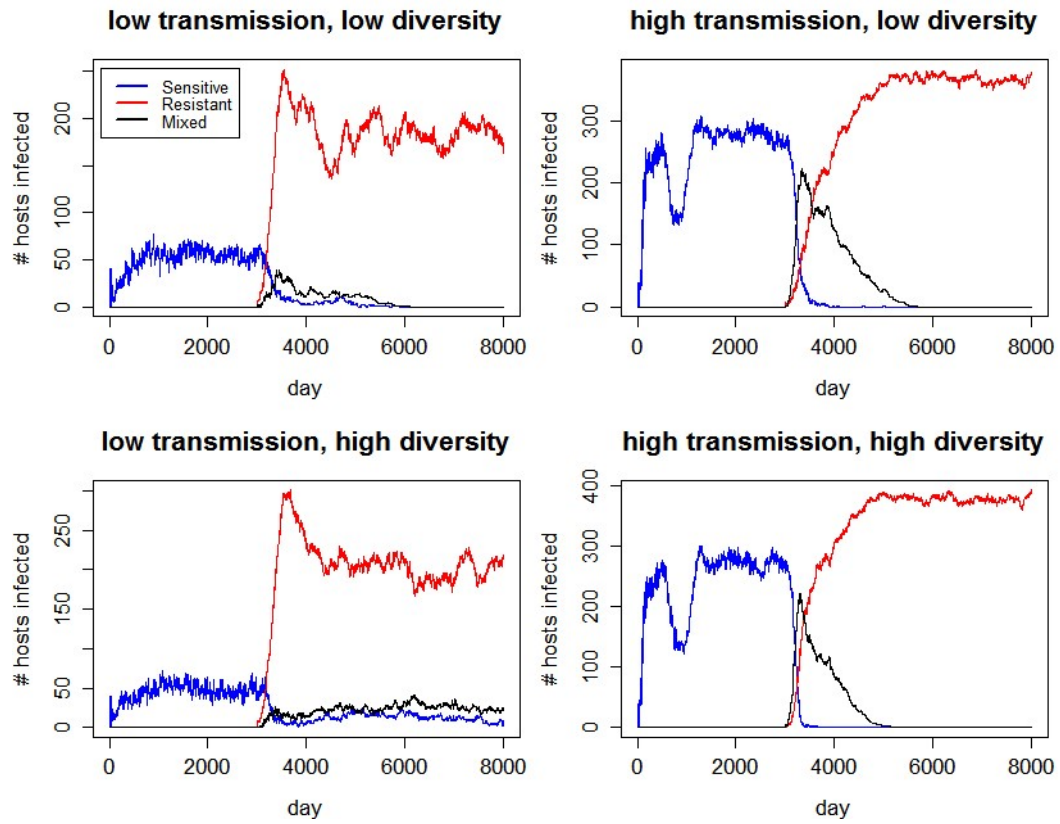 low transmission, low diversity
# hosts infected
200
100
50
0
Sensitive
Resistant
Mixed
0 2000 4000 6000 8000
day
high transmission, low diversity
# hosts infected
300
200
100
0
0 2000 4000 6000 8000
day
low transmission, high diversity
# hosts infected
250
150
50
0
0 2000 4000 6000 8000
day
high transmission, high diversity
# hosts infected
400
300
200
100
0
0 2000 4000 6000 8000
day